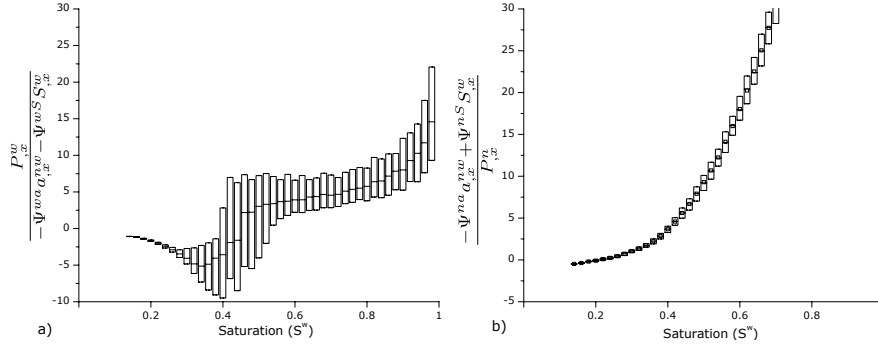 P^w_{,x}
−Ψ^{wa} a^{nw}_{,x} − Ψ^{wS} S^w_{,x}
30
25
20
15
10
5
0
-5
-10
0.2 0.4 0.6 0.8 1
a) Saturation (S^w)
−Ψ^{na} a^{nw}_{,x} + Ψ^{nS} S^w_{,x}
P^n_{,x}
30
25
20
15
10
5
0
-5
0.2 0.4 0.6 0.8
b) Saturation (S^w)